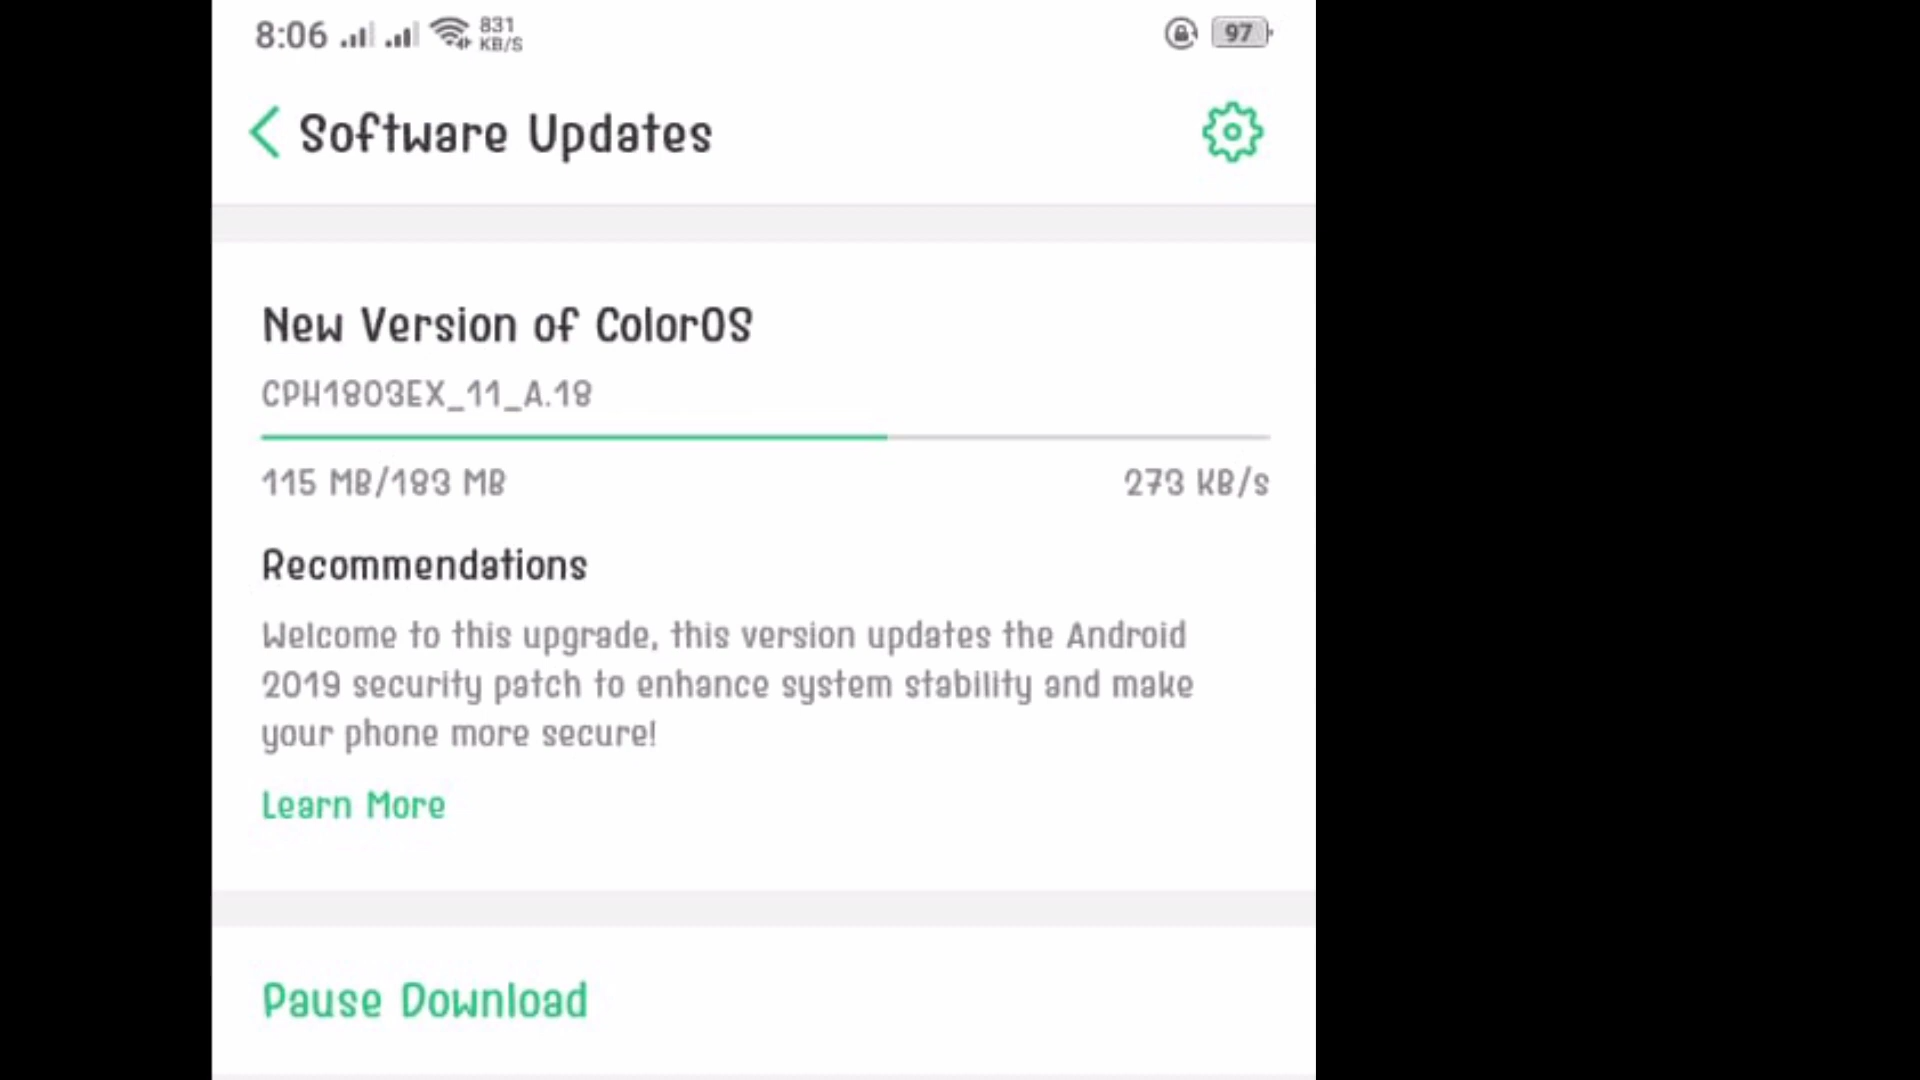 8:06 831 KB/S 97
Software Updates
New Version of ColorOS
CPH1803EX_11_A.18
115 MB/183 MB 273 KB/s
Recommendations
Welcome to this upgrade, this version updates the Android
2019 security patch to enhance system stability and make
your phone more secure!
Learn More
Pause Download